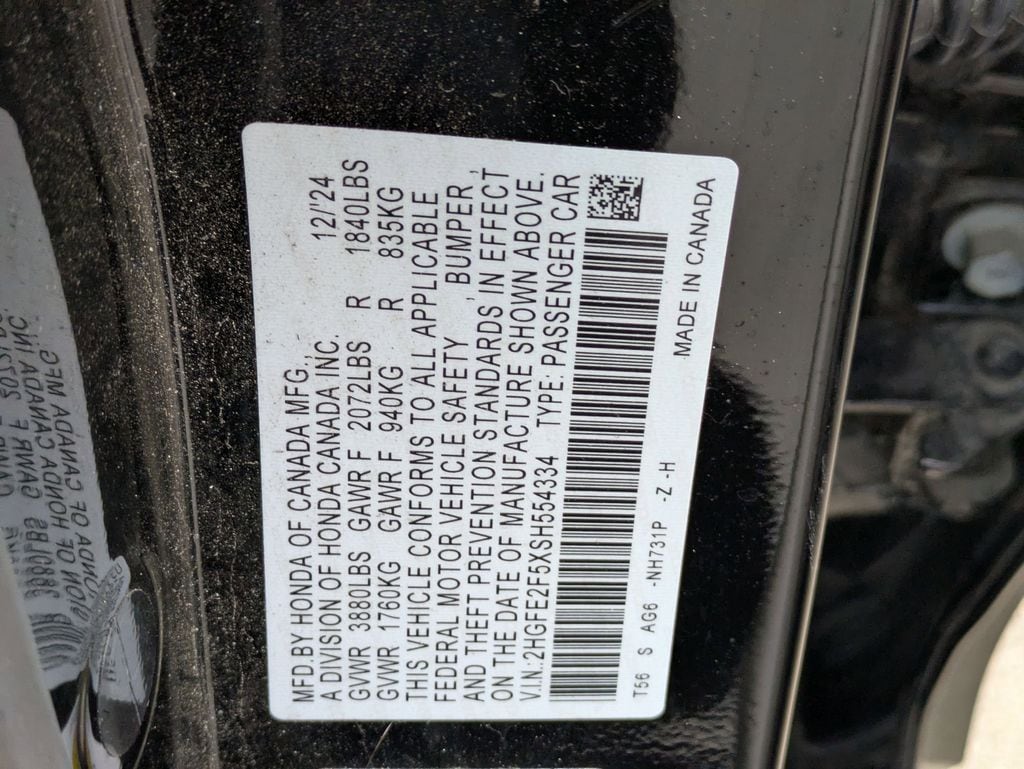 MFD.BY HONDA OF CANADA MFG., 12/'24
A DIVISION OF HONDA CANADA INC.
GVWR 3880LBS GAWR F 2072LBS R 1840LBS
GVWR 1760KG GAWR F 940KG R 835KG
THIS VEHICLE CONFORMS TO ALL APPLICABLE
FEDERAL MOTOR VEHICLE SAFETY , BUMPER ,
AND THEFT PREVENTION STANDARDS IN EFFECT
ON THE DATE OF MANUFACTURE SHOWN ABOVE.
V.I.N.:2HGFE2F5XSH554334 TYPE: PASSENGER CAR
T56 S AG6 -NH731P -Z -H MADE IN CANADA